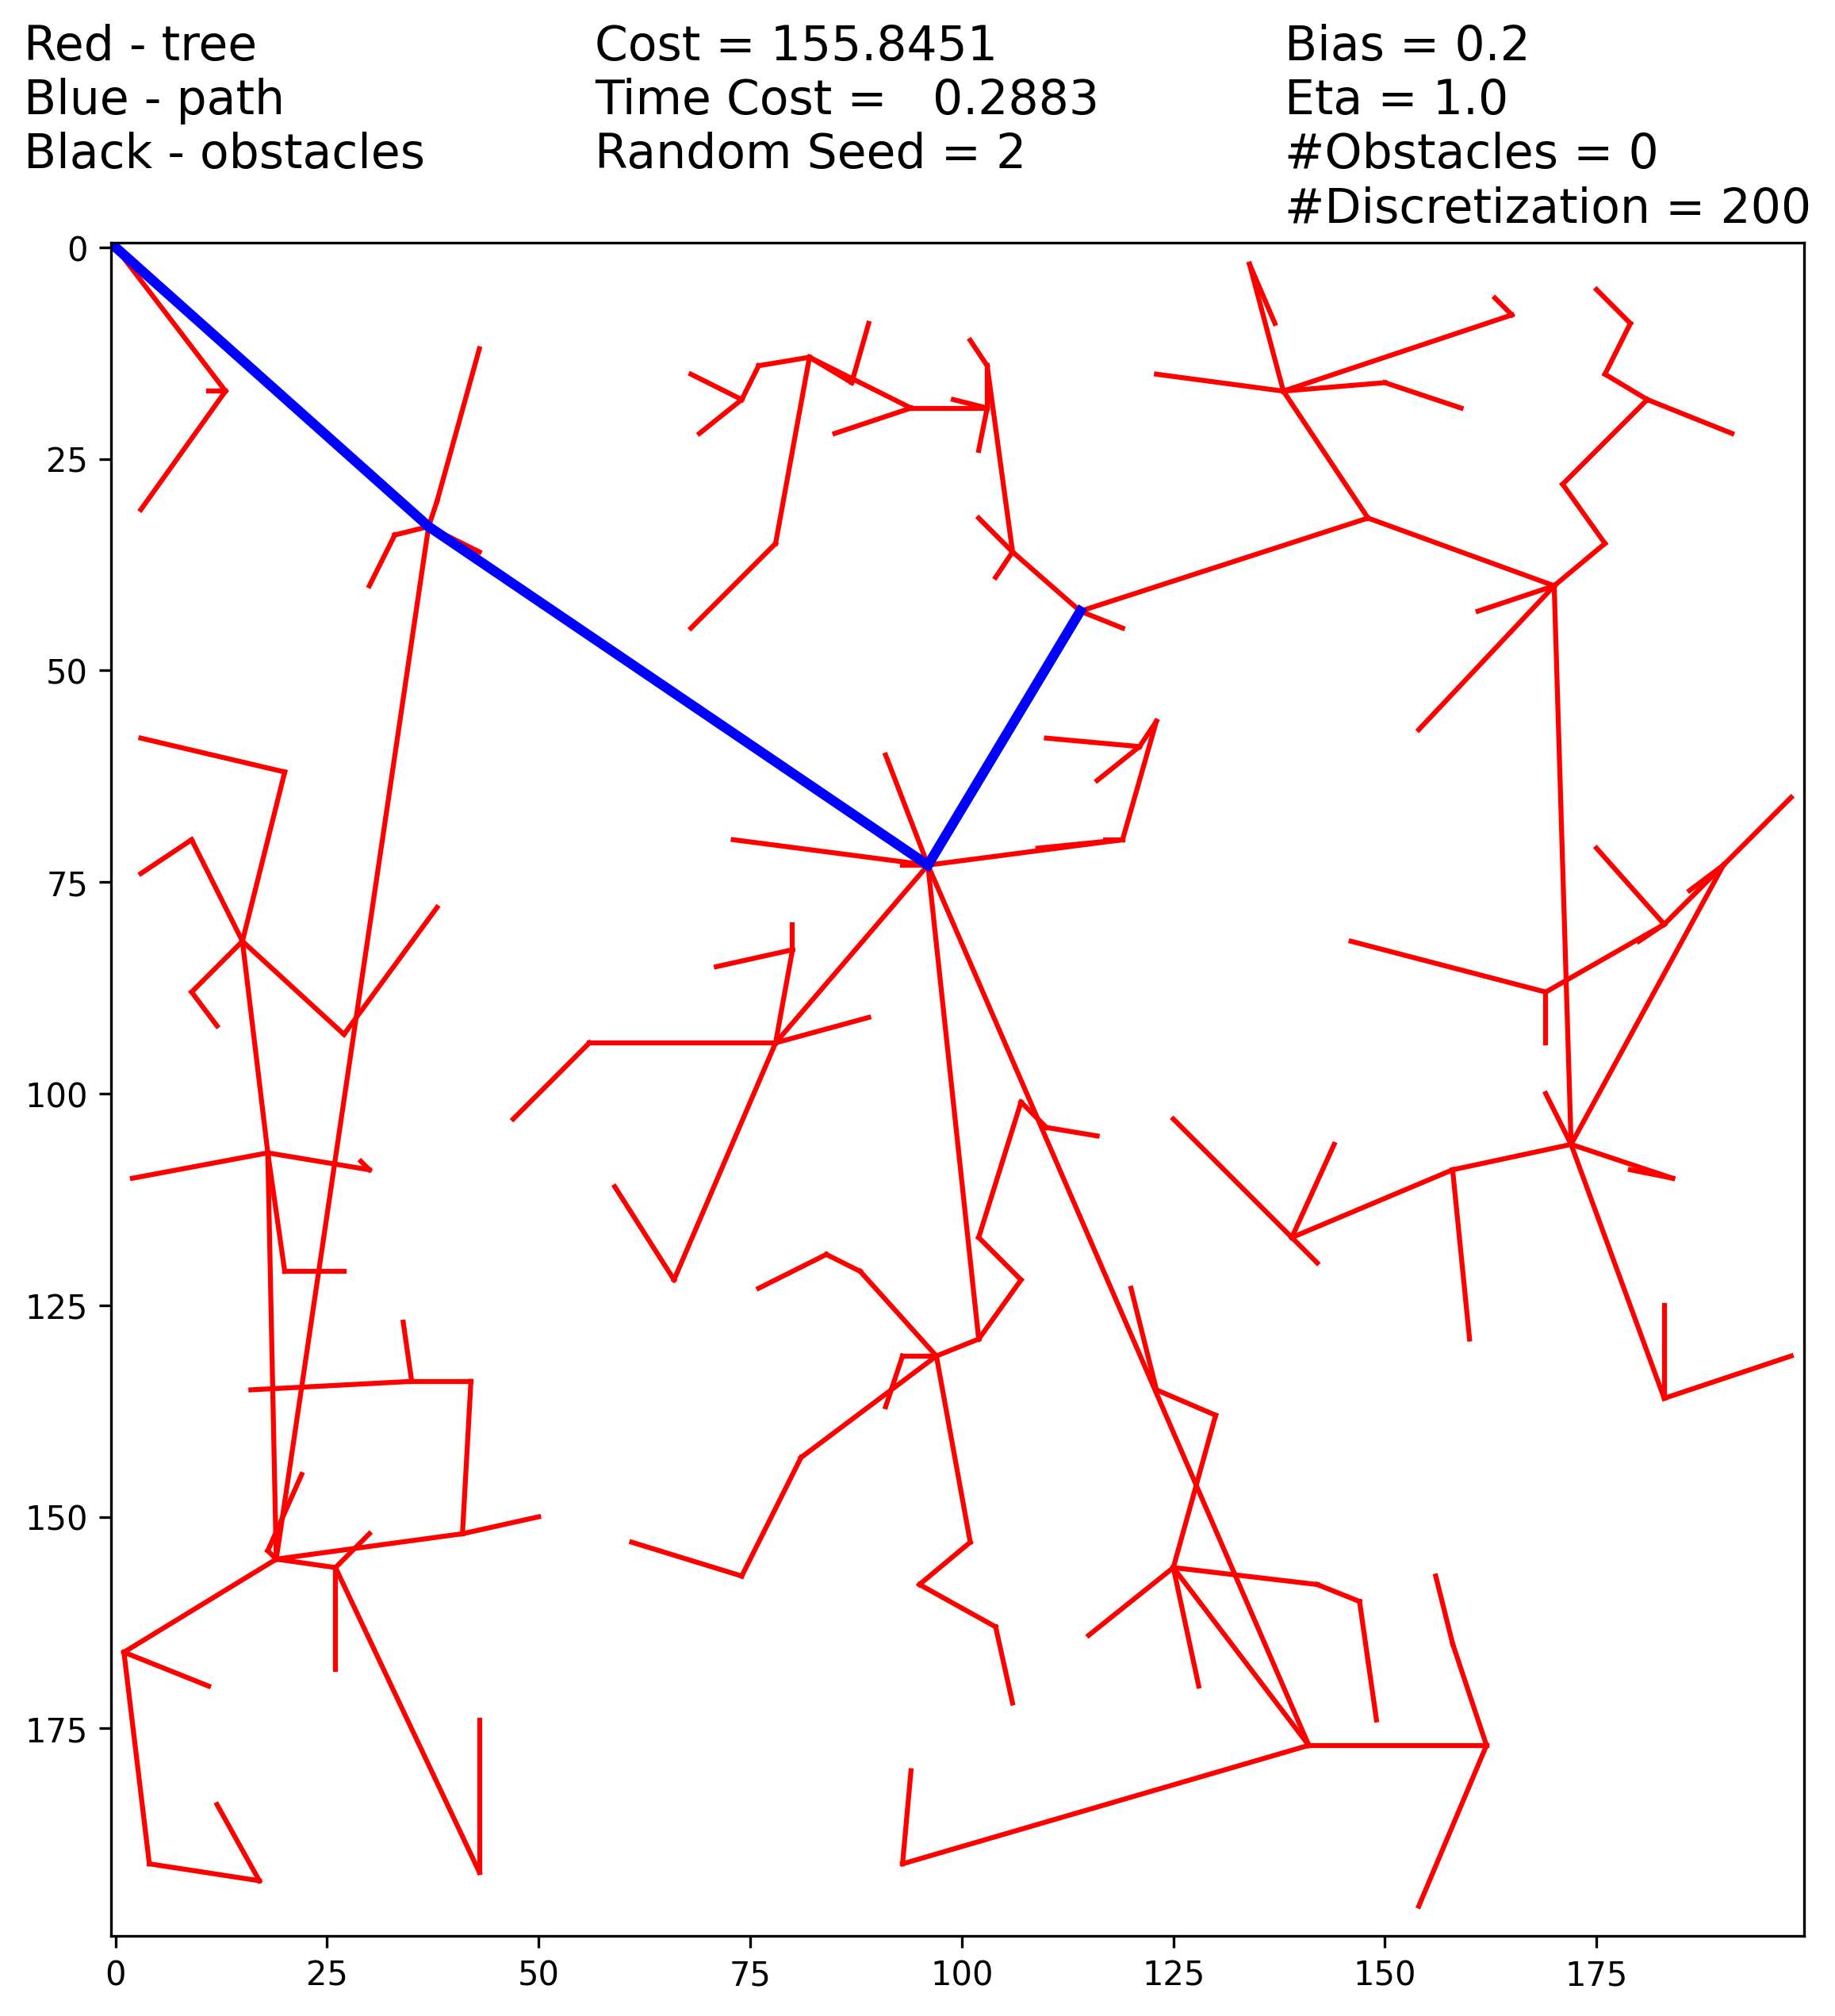 Red - tree
Blue - path
Black - obstacles
Cost = 155.8451
Time Cost =   0.2883
Random Seed = 2
Bias = 0.2
Eta = 1.0
#Obstacles = 0
#Discretization = 200
0
25
50
75
100
125
150
175
0 25 50 75 100 125 150 175